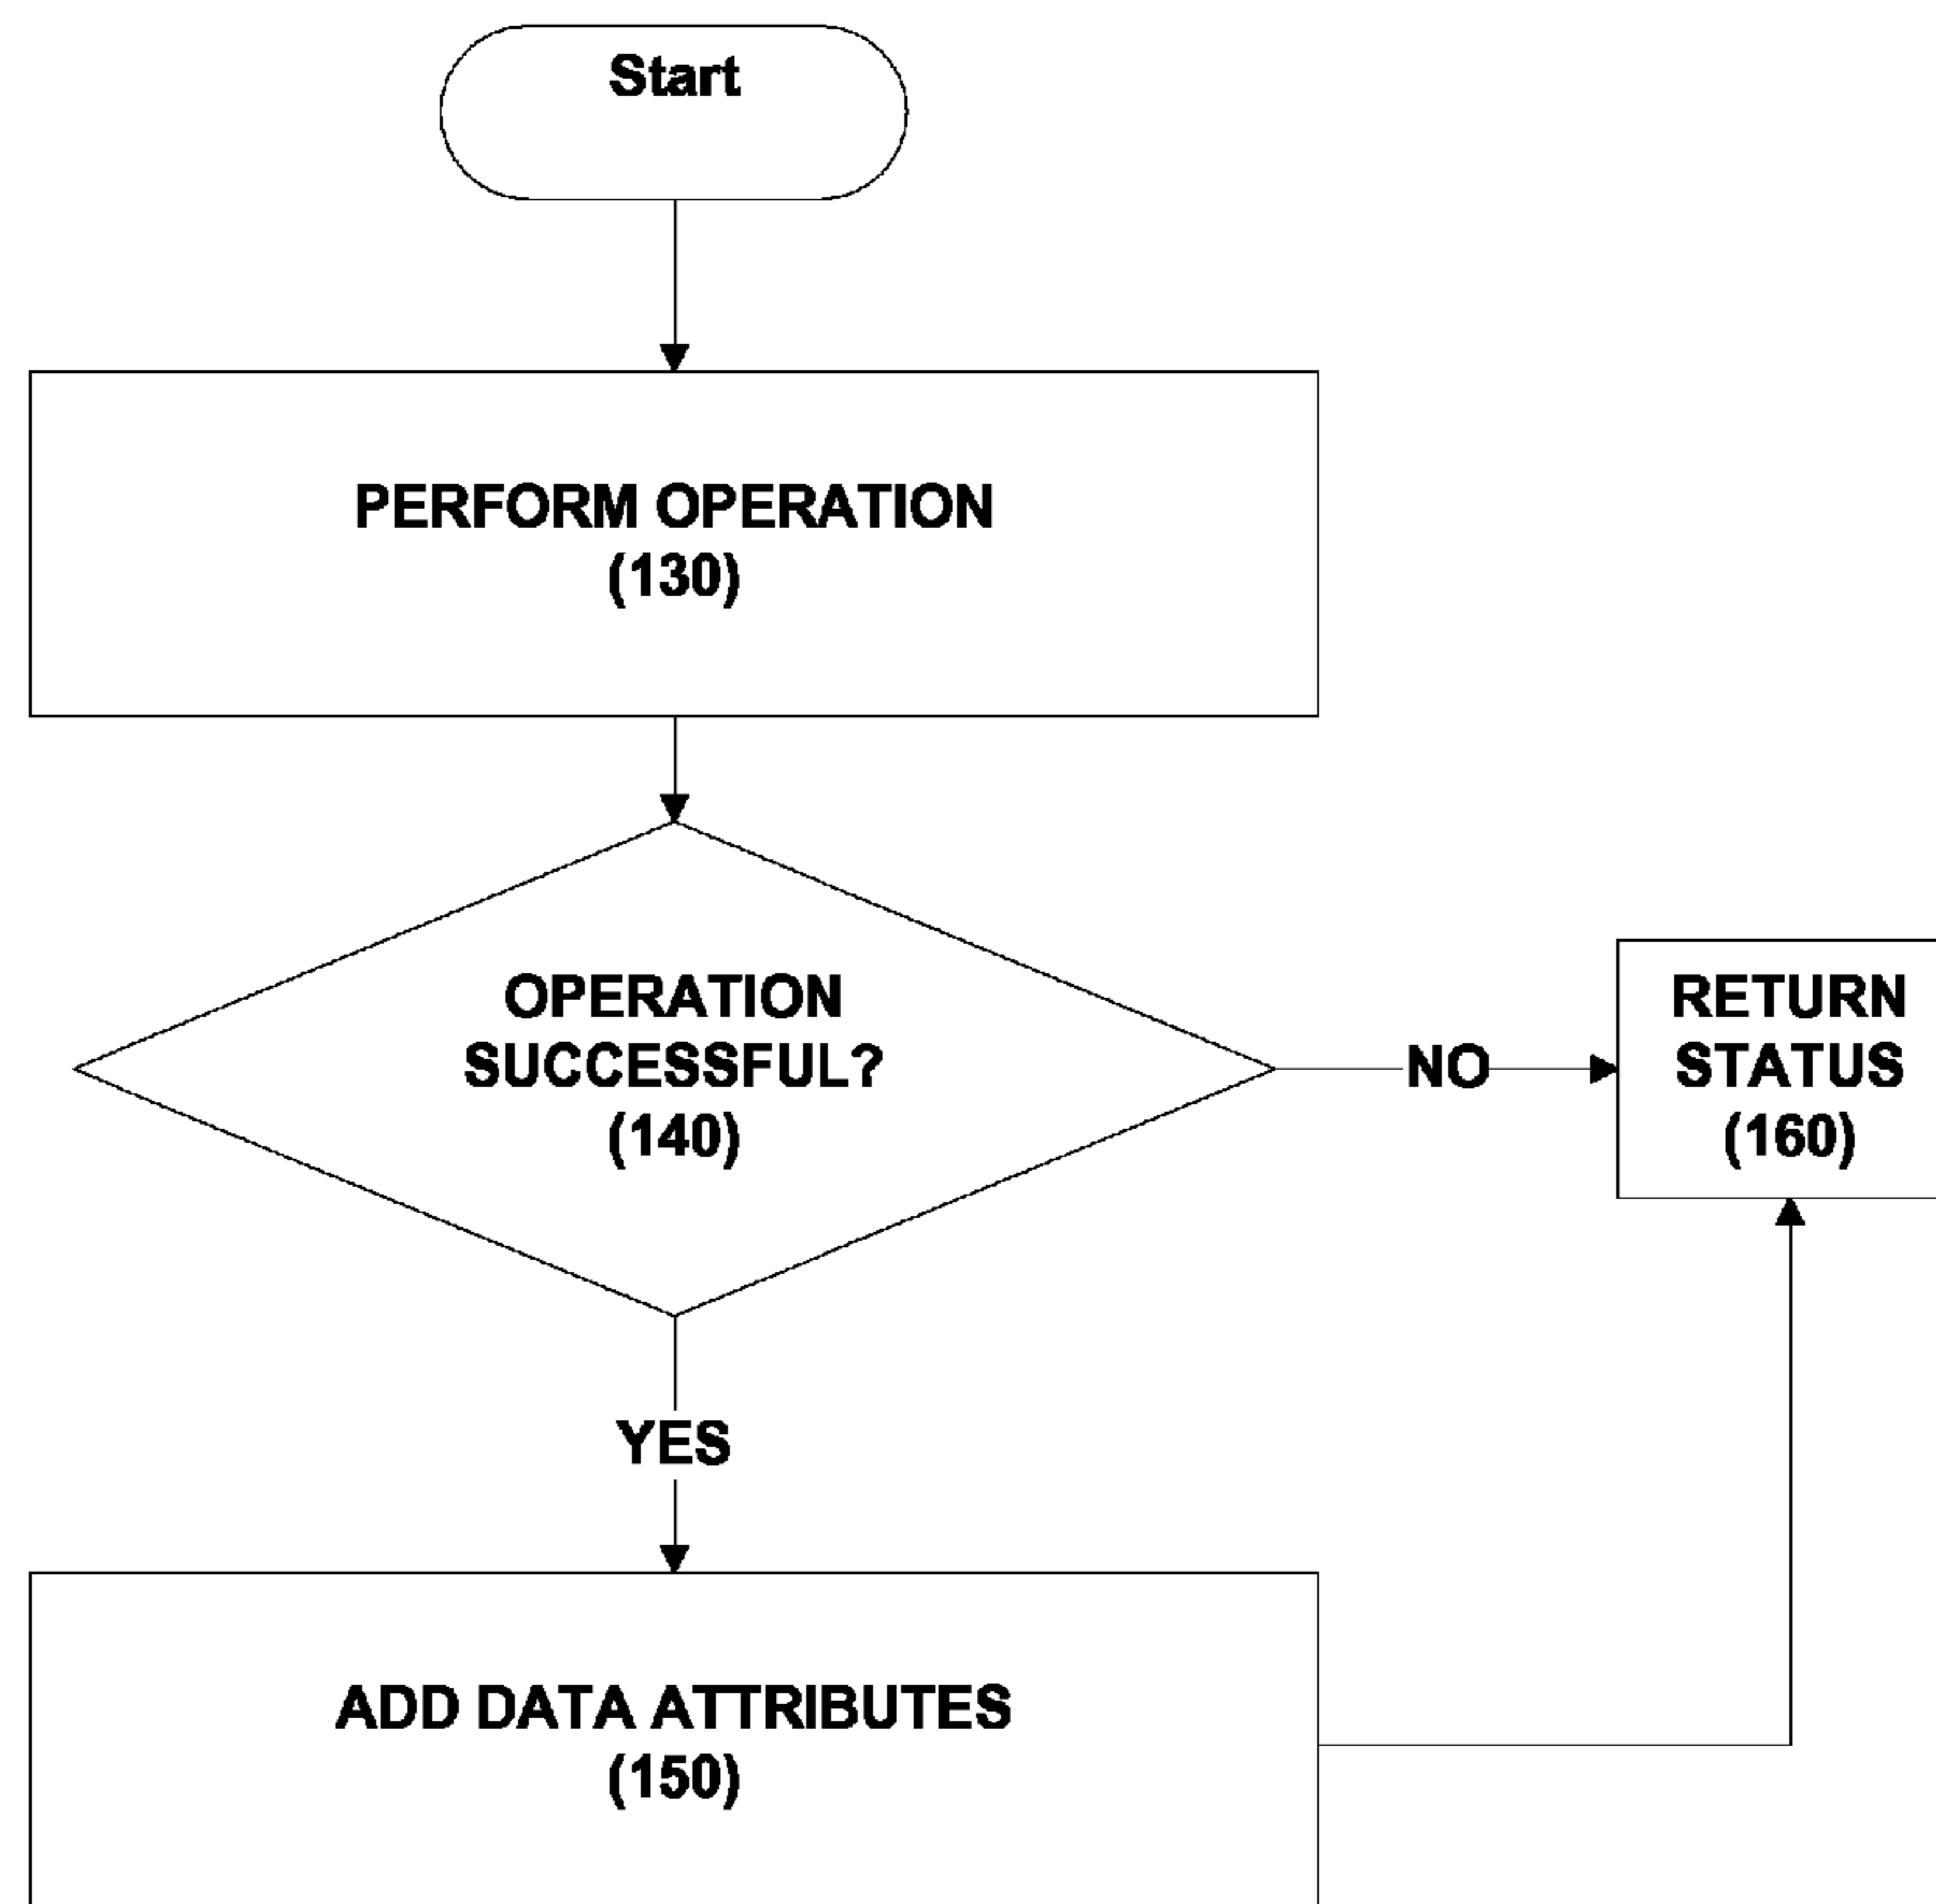 Start
PERFORM OPERATION
(130)
OPERATION
SUCCESSFUL?
(140)
NO
RETURN
STATUS
(160)
YES
ADD DATA ATTRIBUTES
(150)